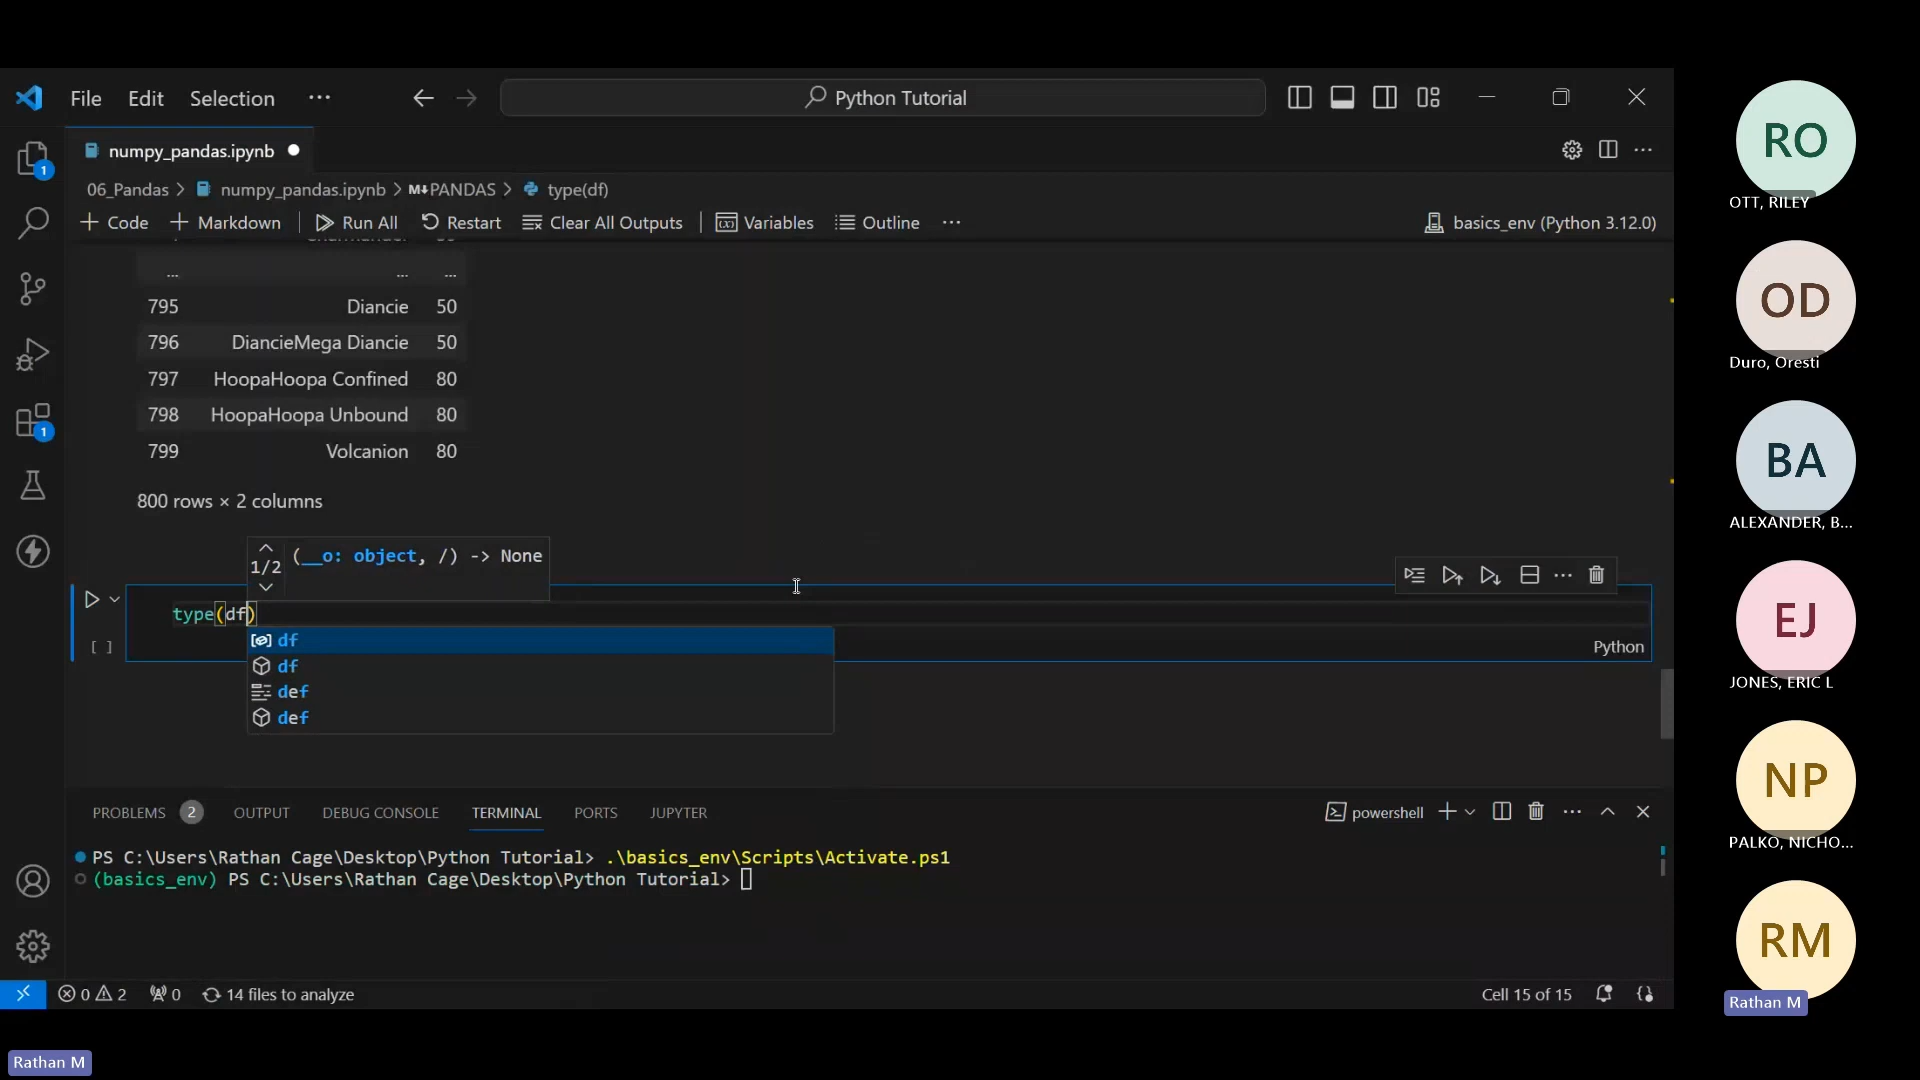 File Edit Selection ··· Python Tutorial
RO
OTT, RILEY
numpy_pandas.ipynb
1
06_Pandas > numpy_pandas.ipynb > M↓PANDAS > type(df)
+ Code + Markdown Run All Restart Clear All Outputs Variables Outline ··· basics_env (Python 3.12.0)
... ... ...
795 Diancie 50
796 DiancieMega Diancie 50
797 HoopaHoopa Confined 80
798 HoopaHoopa Unbound 80
799 Volcanion 80
1
800 rows × 2 columns
1/2 (__o: object, /) -> None
type(df)
[ ]
Python
df
df
def
def
OD
Duro, Oresti
BA
ALEXANDER, B...
EJ
JONES, ERIC L
NP
PALKO, NICHO...
RM
Rathan M
PROBLEMS 2 OUTPUT DEBUG CONSOLE TERMINAL PORTS JUPYTER powershell
PS C:\Users\Rathan Cage\Desktop\Python Tutorial> .\basics_env\Scripts\Activate.ps1
(basics_env) PS C:\Users\Rathan Cage\Desktop\Python Tutorial>
0 2 0 14 files to analyze Cell 15 of 15
Rathan M